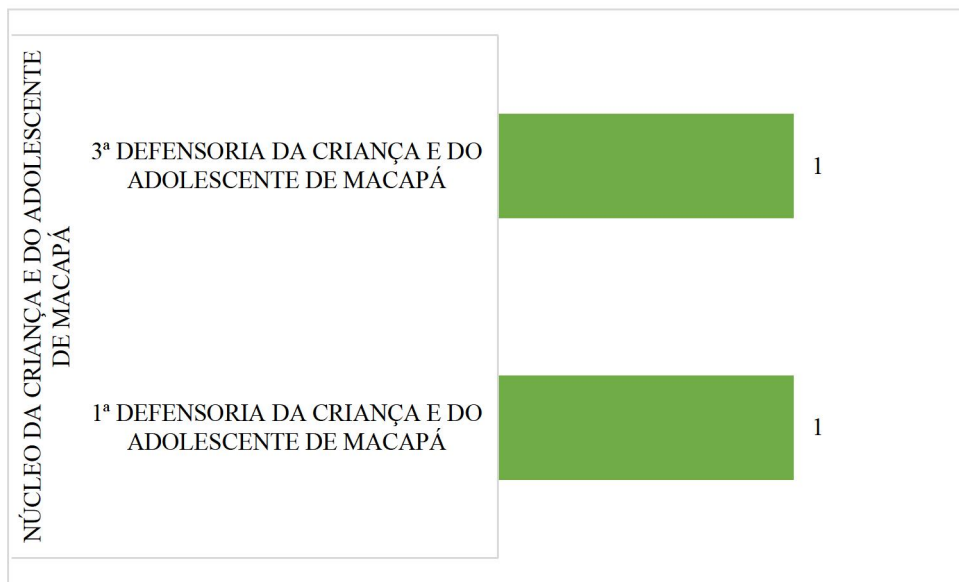 NÚCLEO DA CRIANÇA E DO ADOLESCENTE
DE MACAPÁ
3ª DEFENSORIA DA CRIANÇA E DO
ADOLESCENTE DE MACAPÁ
1
1ª DEFENSORIA DA CRIANÇA E DO
ADOLESCENTE DE MACAPÁ
1